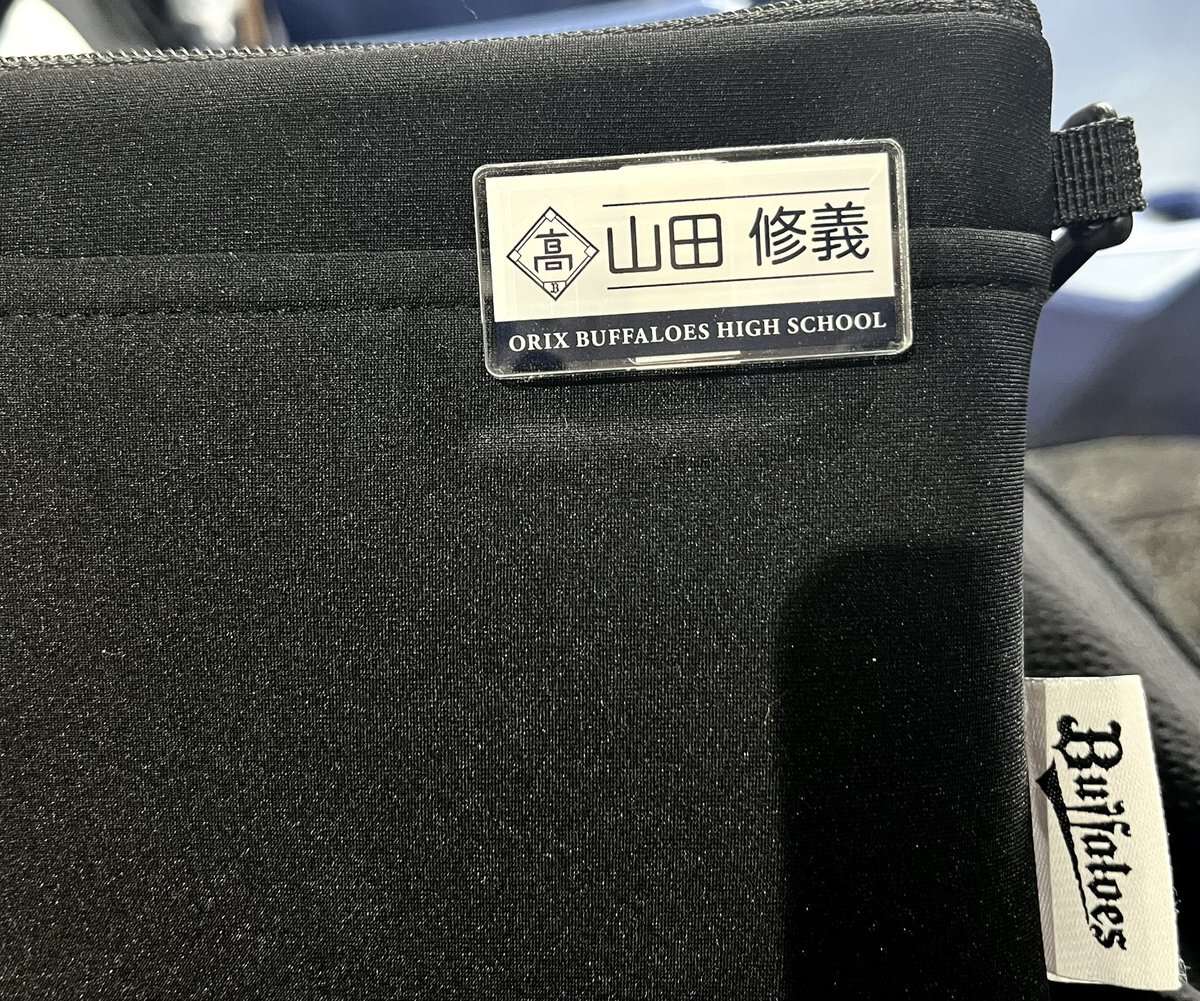 高 山田 修義
B
ORIX BUFFALOES HIGH SCHOOL
Buffaloes